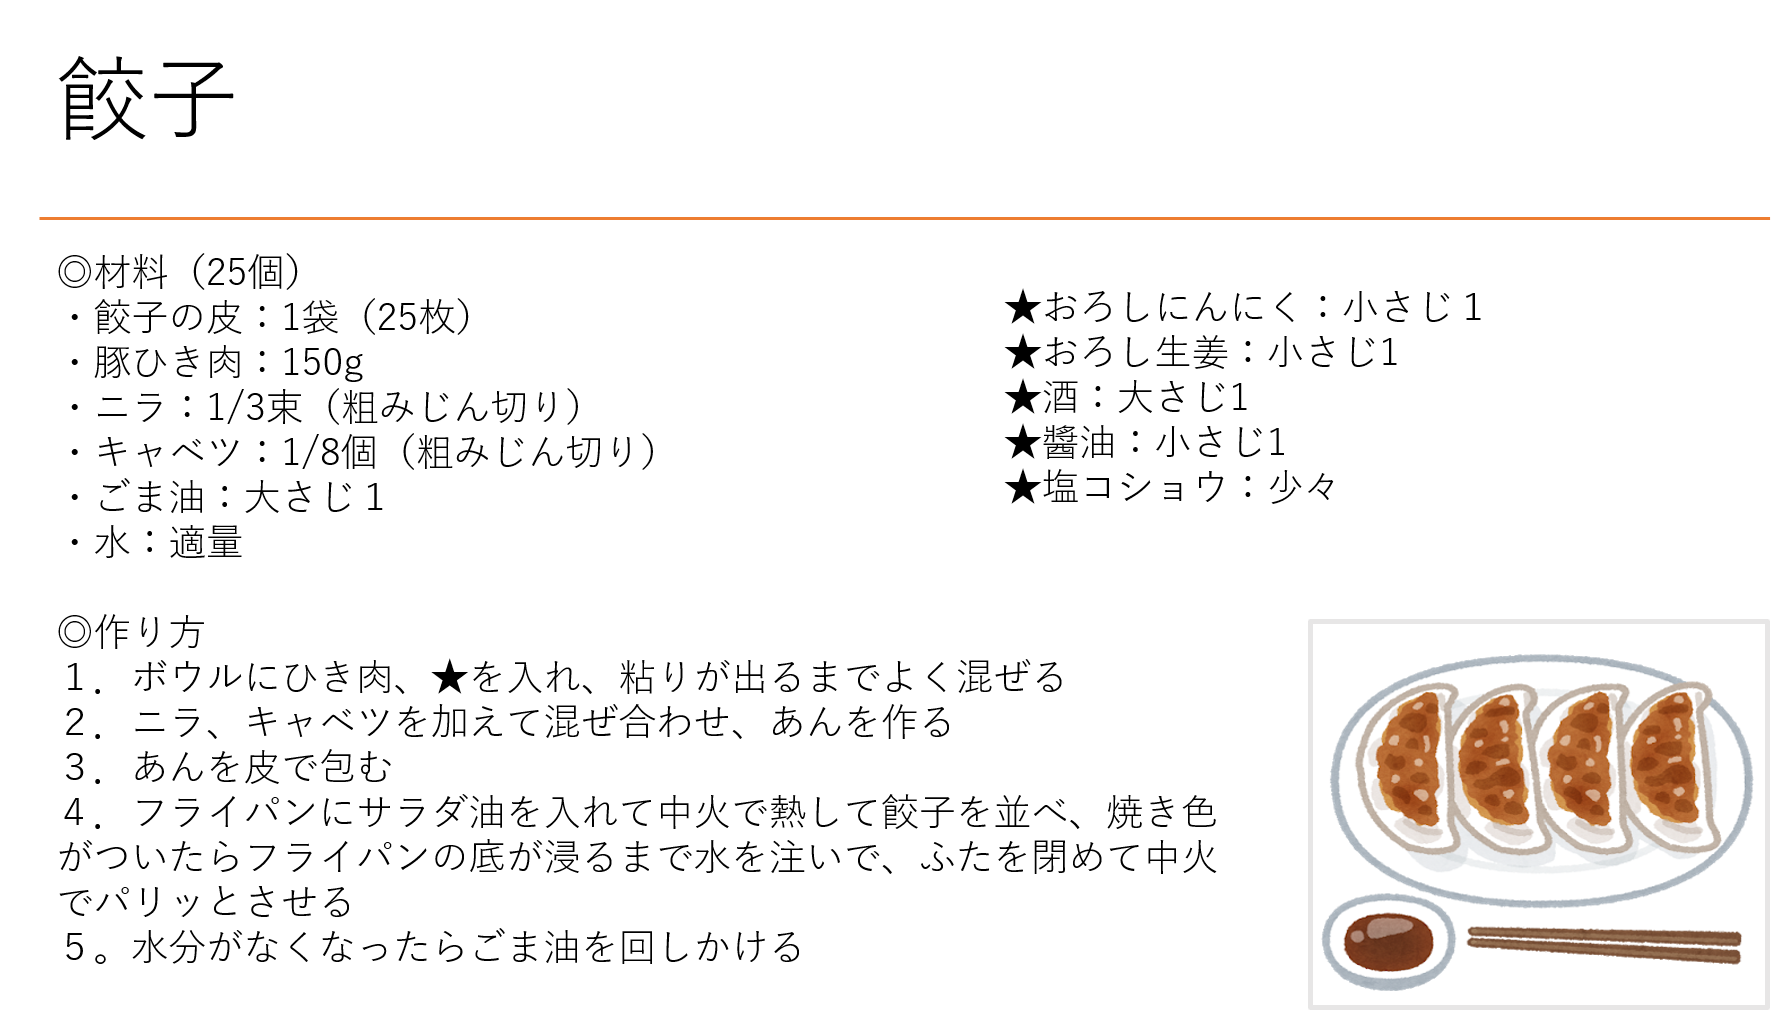 餃子
◎材料（25個）
・餃子の皮：1袋（25枚）
・豚ひき肉：150g
・ニラ：1/3束（粗みじん切り）
・キャベツ：1/8個（粗みじん切り）
・ごま油：大さじ１
・水：適量
★おろしにんにく：小さじ１
★おろし生姜：小さじ1
★酒：大さじ1
★醤油：小さじ1
★塩コショウ：少々
◎作り方
１．ボウルにひき肉、★を入れ、粘りが出るまでよく混ぜる
２．ニラ、キャベツを加えて混ぜ合わせ、あんを作る
３．あんを皮で包む
４．フライパンにサラダ油を入れて中火で熱して餃子を並べ、焼き色
がついたらフライパンの底が浸るまで水を注いで、ふたを閉めて中火
でパリッとさせる
５。水分がなくなったらごま油を回しかける